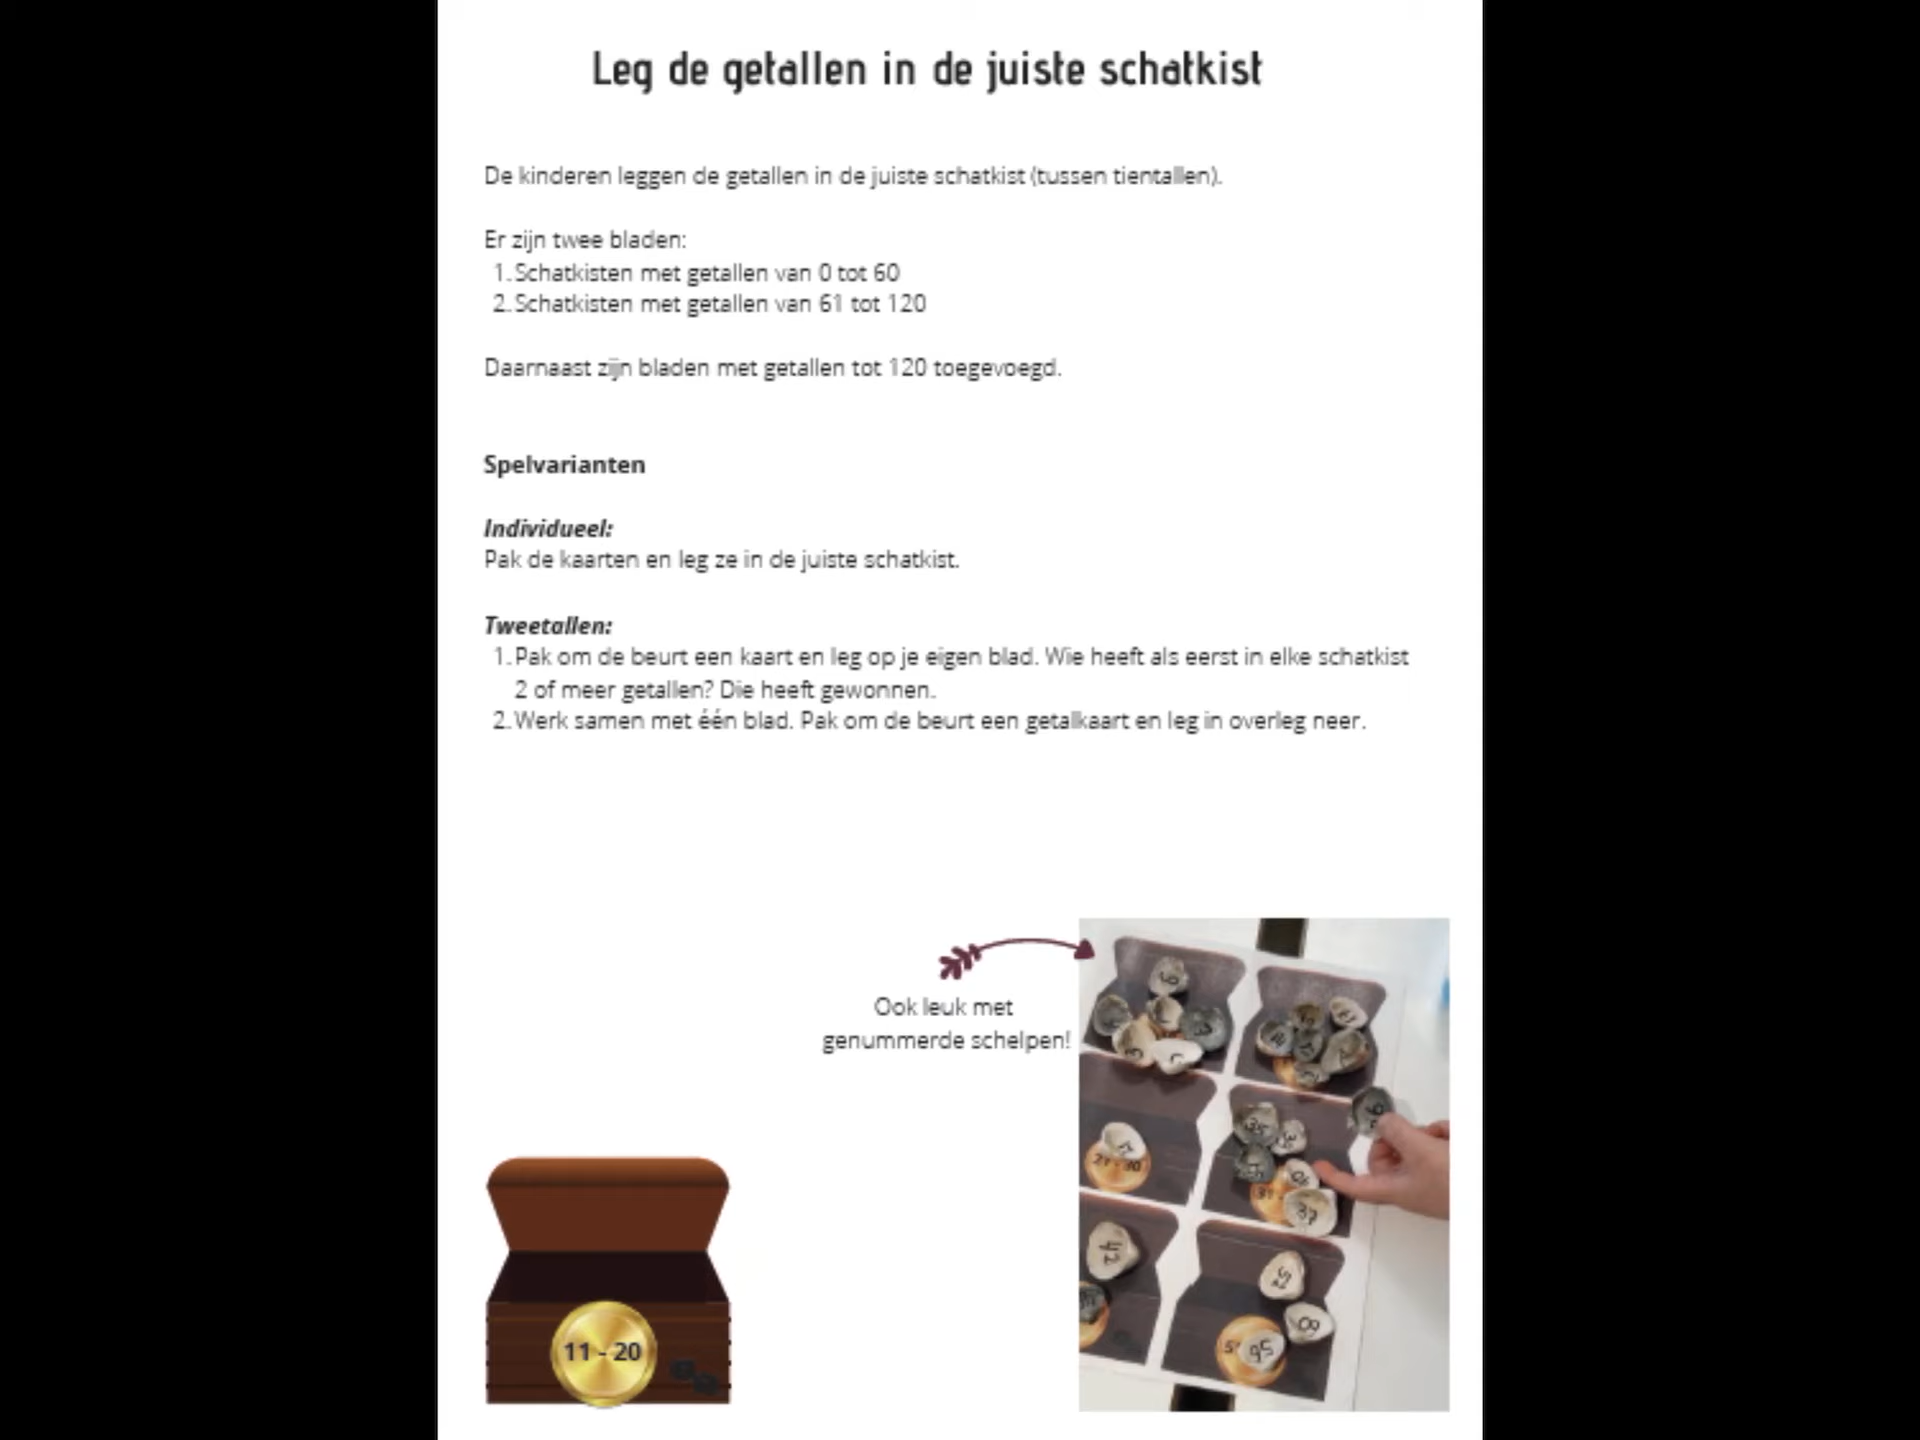 Leg de getallen in de juiste schatkist
De kinderen leggen de getallen in de juiste schatkist (tussen tientallen).
Er zijn twee bladen:
1. Schatkisten met getallen van 0 tot 60
2. Schatkisten met getallen van 61 tot 120
Daarnaast zijn bladen met getallen tot 120 toegevoegd.
Spelvarianten
Individueel:
Pak de kaarten en leg ze in de juiste schatkist.
Tweetallen:
1. Pak om de beurt een kaart en leg op je eigen blad. Wie heeft als eerst in elke schatkist
2 of meer getallen? Die heeft gewonnen.
2. Werk samen met één blad. Pak om de beurt een getalkaart en leg in overleg neer.
Ook leuk met
genummerde schelpen!
11 - 20
35
37
42
52
60
56